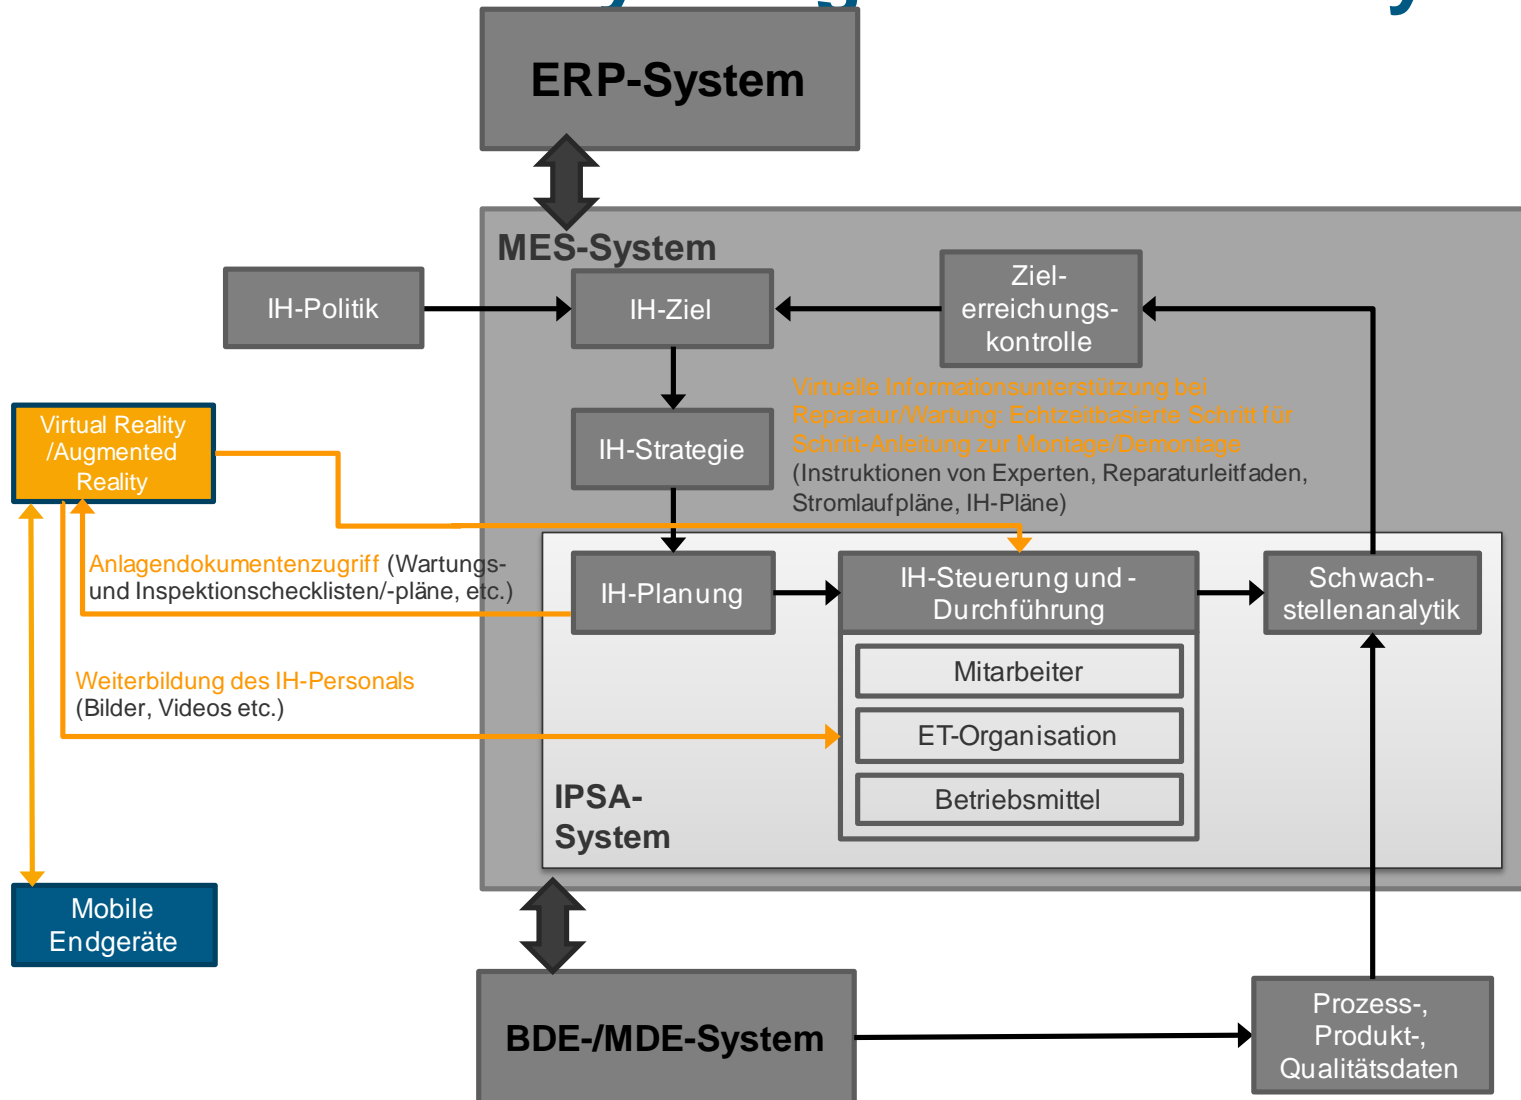 ERP-System
MES-System
IH-Politik
IH-Ziel
Ziel-
erreichungs-
kontrolle
Virtuelle Informationsunterstützung bei
Reparatur/Wartung: Echtzeitbasierte Schritt für
Schritt-Anleitung zur Montage/Demontage
(Instruktionen von Experten, Reparaturleitfaden,
Stromlaufpläne, IH-Pläne)
Virtual Reality
/Augmented
Reality
IH-Strategie
Anlagendokumentenzugriff (Wartungs-
und Inspektionschecklisten/-pläne, etc.)
IH-Planung
IH-Steuerung und -
Durchführung
Schwach-
stellenanalytik
Mitarbeiter
ET-Organisation
Betriebsmittel
Weiterbildung des IH-Personals
(Bilder, Videos etc.)
IPSA-
System
Mobile
Endgeräte
BDE-/MDE-System
Prozess-,
Produkt-,
Qualitätsdaten